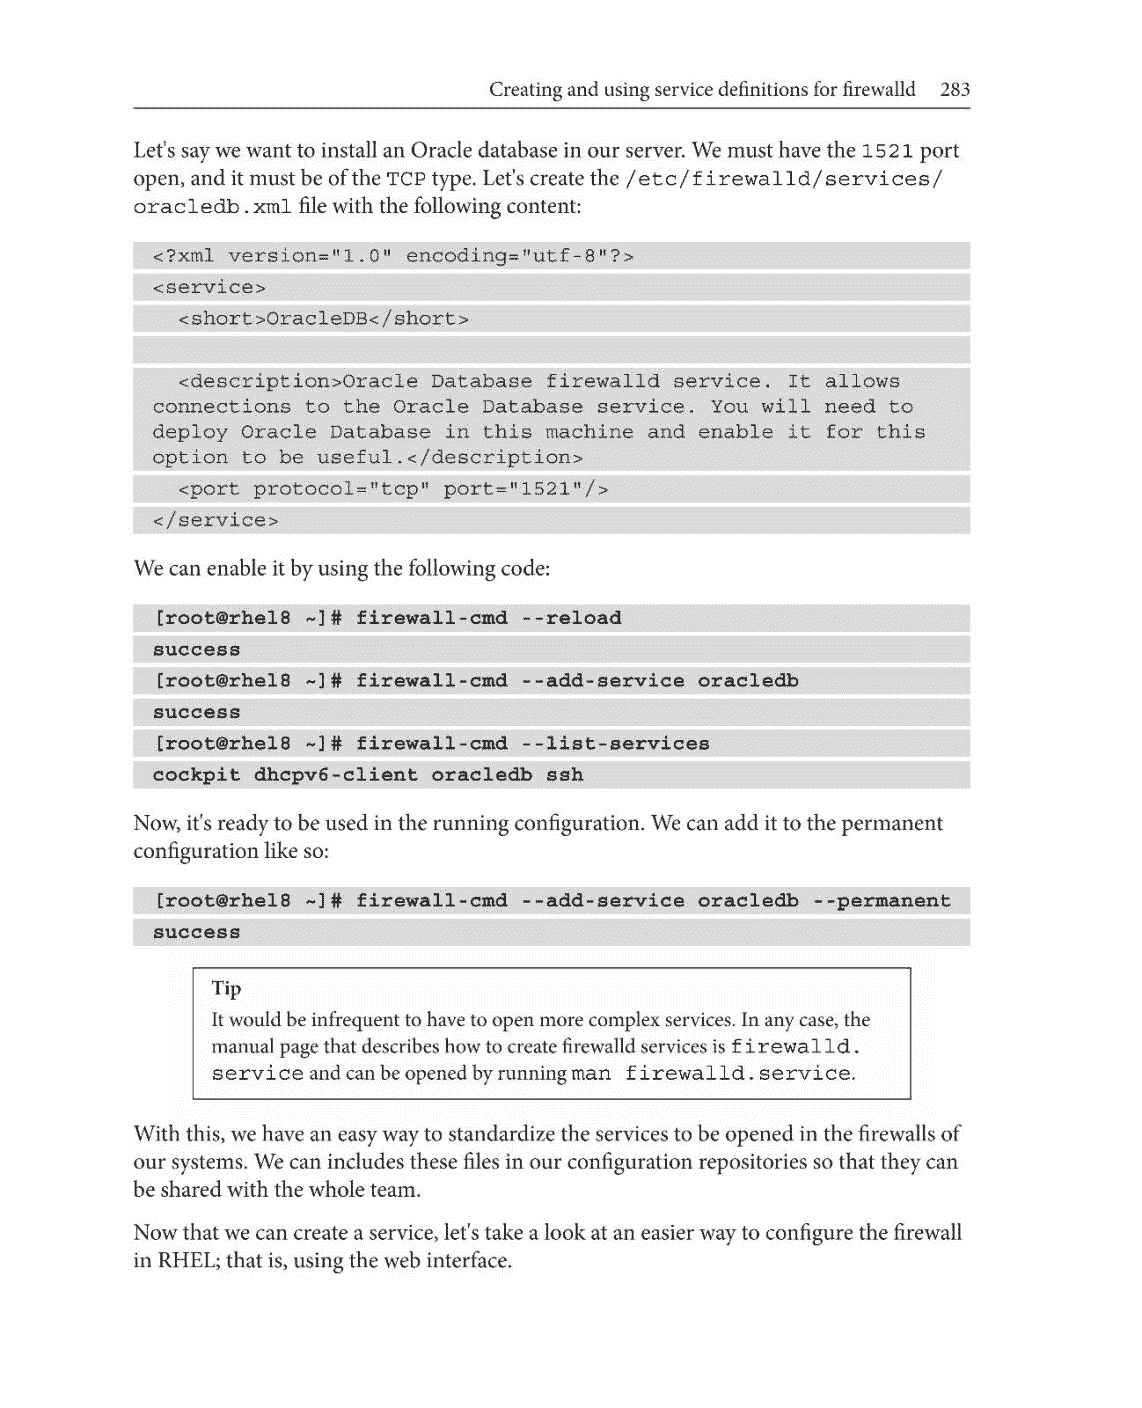 Creating and using service definitions for firewalld 283
Let's say we want to install an Oracle database in our server. We must have the 1521 port
open, and it must be of the TCP type. Let's create the /etc/firewalld/services/
oracledb.xml file with the following content:
<?xml version="1.0" encoding="utf-8"?>
<service>
<short>OracleDB</short>
<description>Oracle Database firewalld service. It allows
connections to the Oracle Database service. You will need to
deploy Oracle Database in this machine and enable it for this
option to be useful.</description>
<port protocol="tcp" port="1521"/>
</service>
We can enable it by using the following code:
[root@rhel8 ~]# firewall-cmd --reload
success
[root@rhel8 ~]# firewall-cmd --add-service oracledb
success
[root@rhel8 ~]# firewall-cmd --list-services
cockpit dhcpv6-client oracledb ssh
Now, it's ready to be used in the running configuration. We can add it to the permanent
configuration like so:
[root@rhel8 ~]# firewall-cmd --add-service oracledb --permanent
success
Tip
It would be infrequent to have to open more complex services. In any case, the
manual page that describes how to create firewalld services is firewalld.
service and can be opened by running man firewalld.service.
With this, we have an easy way to standardize the services to be opened in the firewalls of
our systems. We can includes these files in our configuration repositories so that they can
be shared with the whole team.
Now that we can create a service, let's take a look at an easier way to configure the firewall
in RHEL; that is, using the web interface.